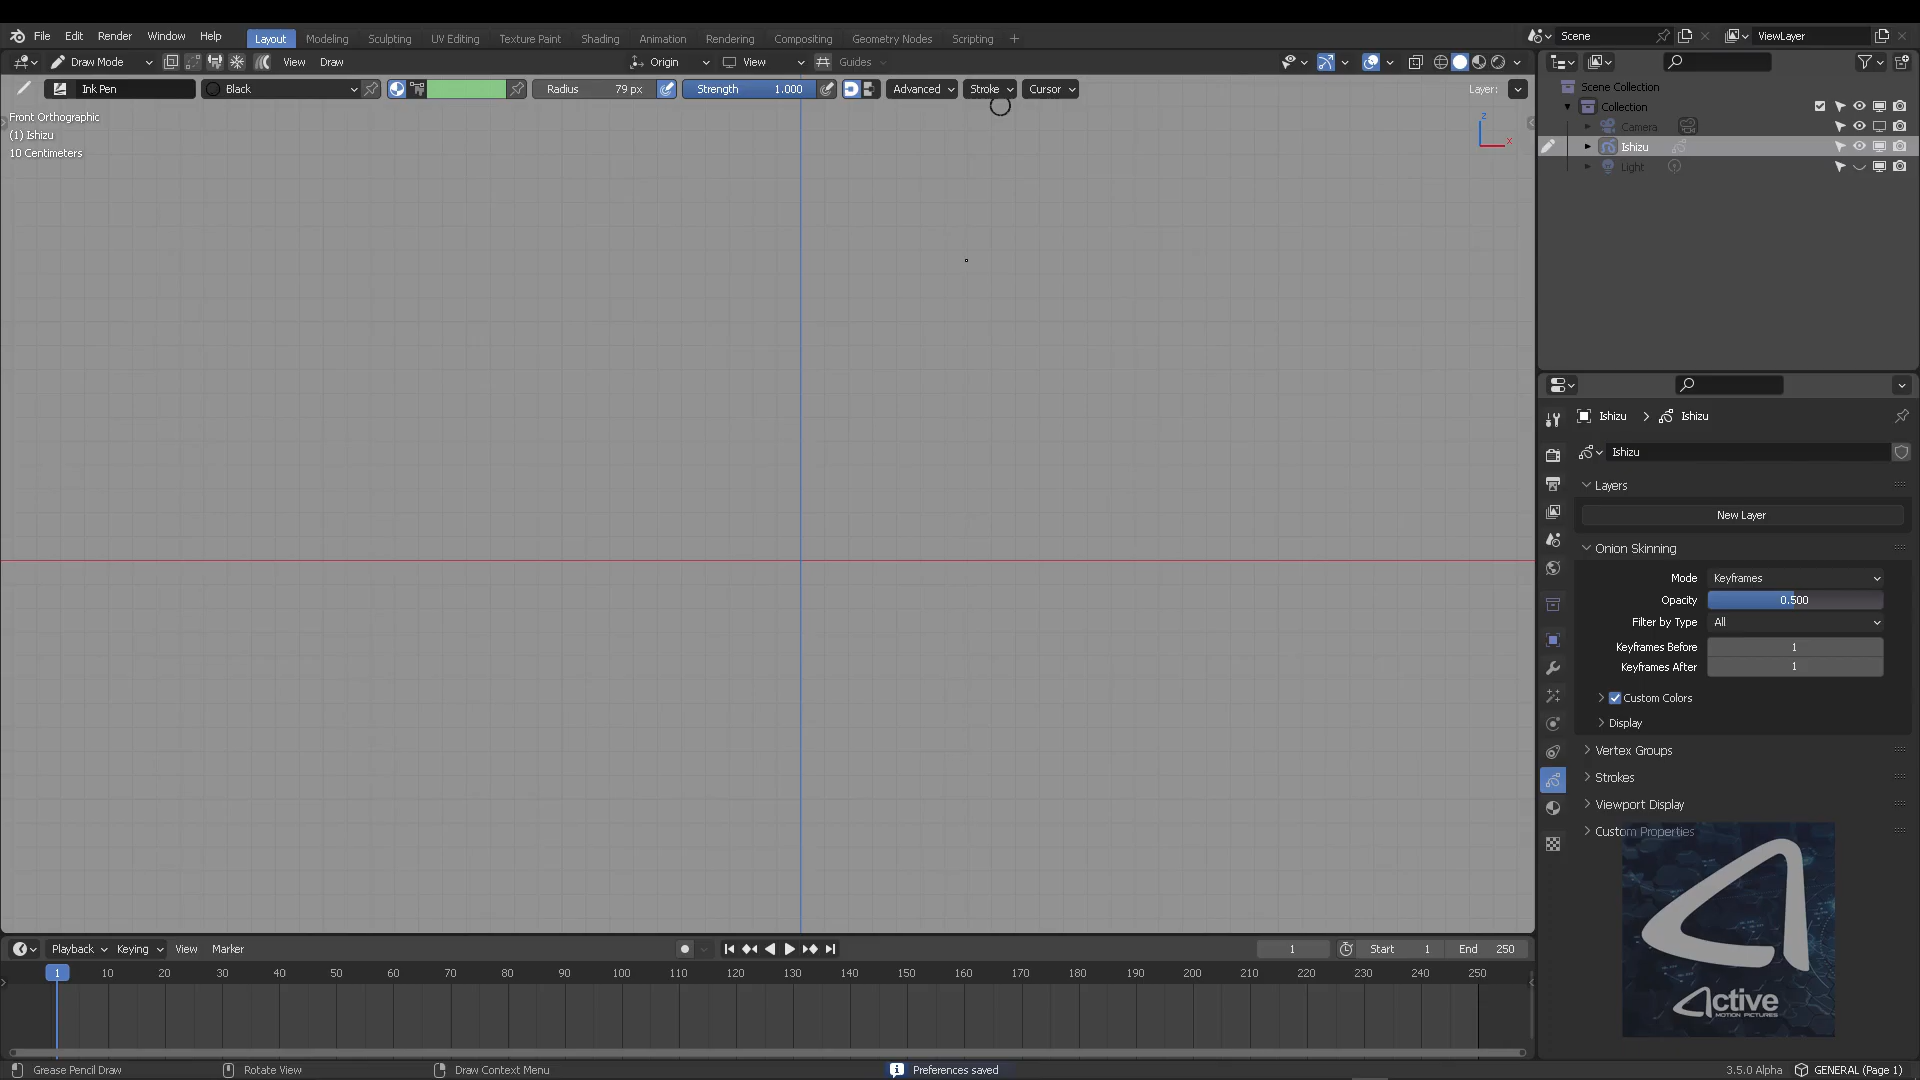 File Edit Render Window Help Layout Modeling Sculpting UV Editing Texture Paint Shading Animation Rendering Compositing Geometry Nodes Scripting Scene ViewLayer
Draw Mode View Draw Origin View Guides
Ink Pen Black Radius 79 px Strength 1.000 Advanced Stroke Cursor Layer:
Scene Collection
Collection
Camera
Ishizu
Light
Front Orthographic
(1) Ishizu
10 Centimeters
Z
X
Ishizu Ishizu
Ishizu
Layers
New Layer
Onion Skinning
Mode Keyframes
Opacity 0.500
Filter by Type All
Keyframes Before 1
Keyframes After 1
Custom Colors
Display
Vertex Groups
Strokes
Viewport Display
Custom Properties
Active
MOTION PICTURES
Playback Keying View Marker 1 Start 1 End 250
1 10 20 30 40 50 60 70 80 90 100 110 120 130 140 150 160 170 180 190 200 210 220 230 240 250
Grease Pencil Draw Rotate View Draw Context Menu Preferences saved 3.5.0 Alpha GENERAL (Page 1)